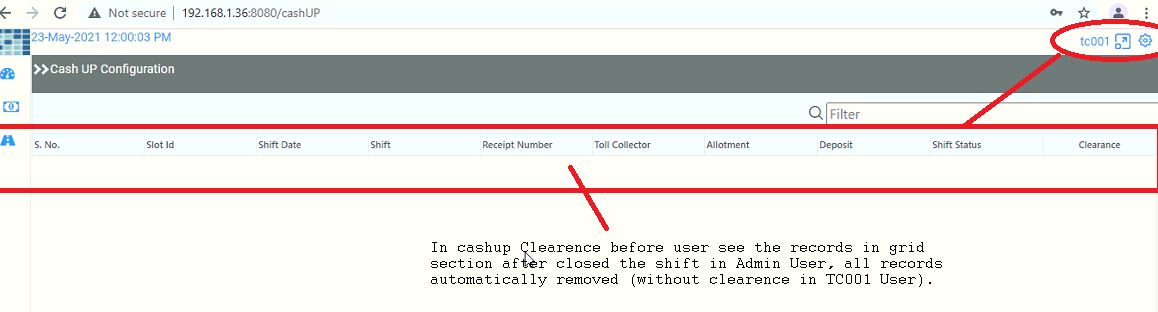 Not secure | 192.168.1.36:8080/cashUP
23-May-2021 12:00:03 PM
tc001
>>Cash UP Configuration
Filter
S. No. Slot Id Shift Date Shift Receipt Number Toll Collector Allotment Deposit Shift Status Clearance
In cashup Clearence before user see the records in grid
section after closed the shift in Admin User, all records
automatically removed (without clearence in TC001 User).